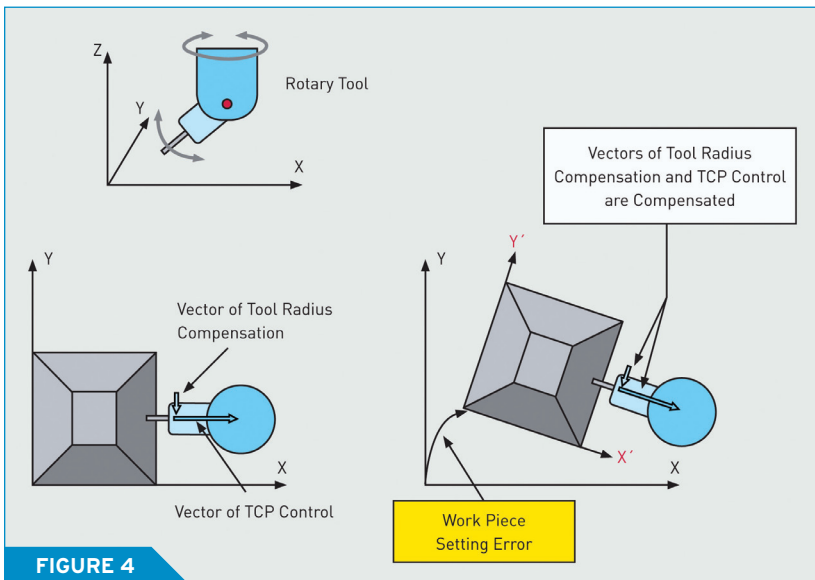 Z
Y
X
Rotary Tool
Vectors of Tool Radius
Compensation and TCP Control
are Compensated
Y
Vector of Tool Radius
Compensation
X
Vector of TCP Control
Y
Y´
X´
X
Work Piece
Setting Error
FIGURE 4